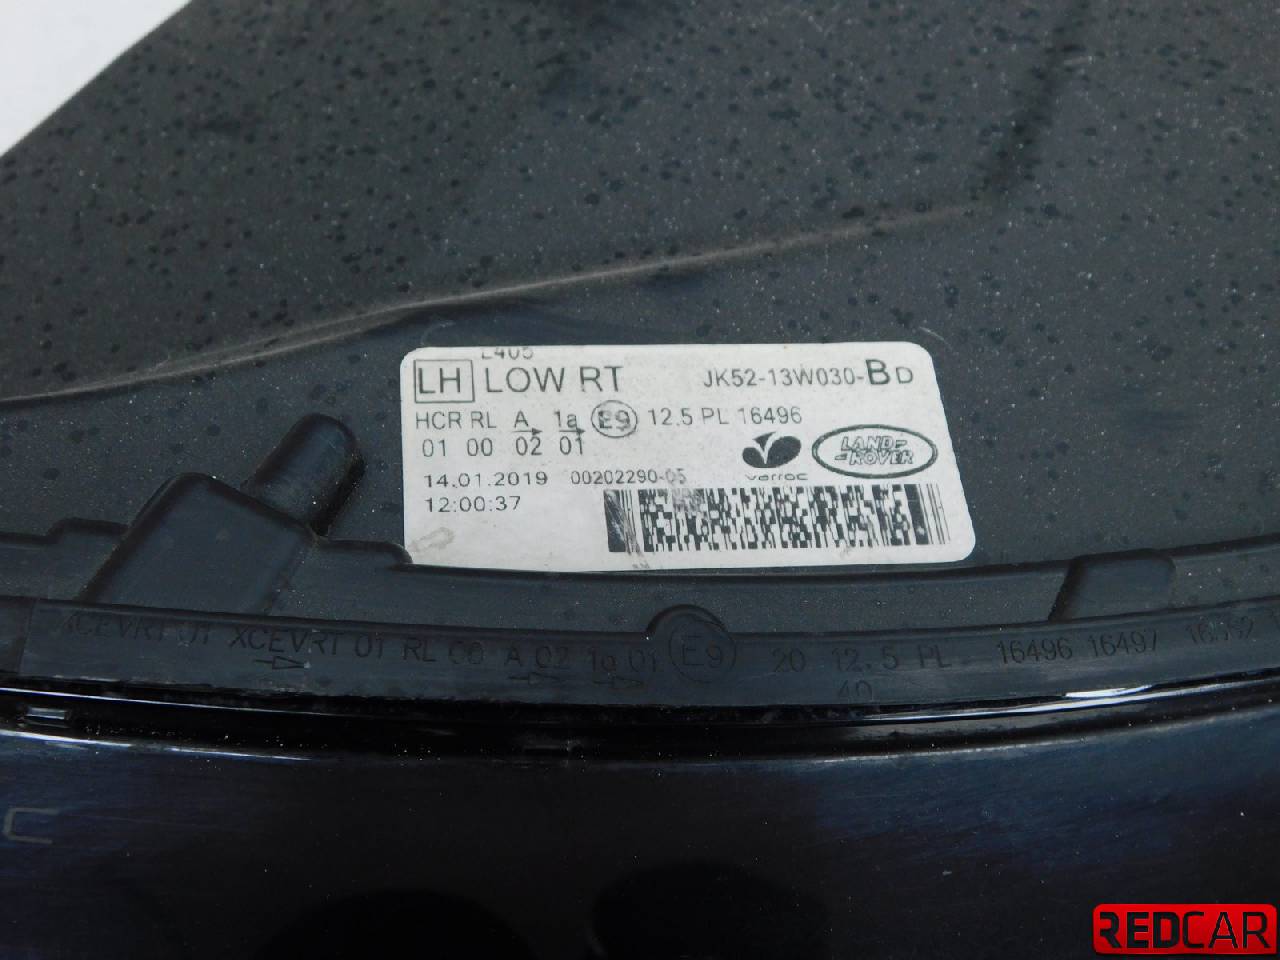 L405
LH LOW RT JK52-13W030-BD
HCR RL A 1a E9 12.5 PL 16496
01 00 02 01
varroc
LAND-ROVER
14.01.2019 00202290-05
12:00:37
XCEVRT 01 XCEVRT 01 RL 00 A 02 1a 01 E9 20 12.5 PL 16496 16497
40
C
REDCAR